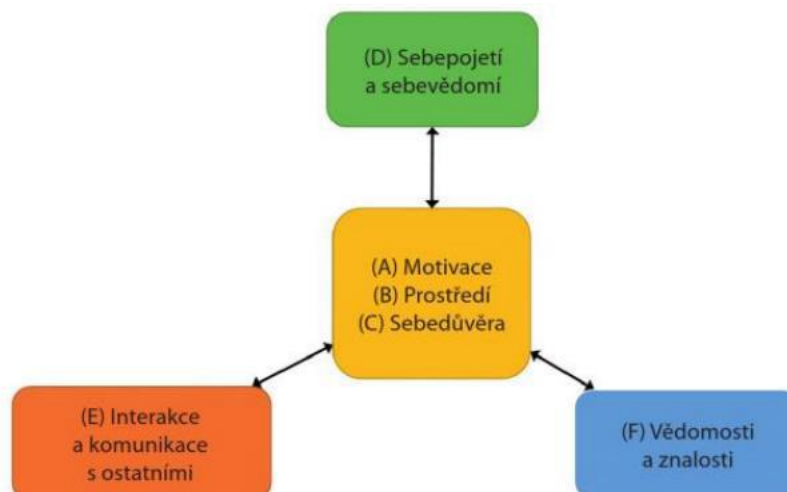 (D) Sebepojetí
a sebevědomí
(A) Motivace
(B) Prostředí
(C) Sebedůvěra
(E) Interakce
a komunikace
s ostatními
(F) Vědomosti
a znalosti